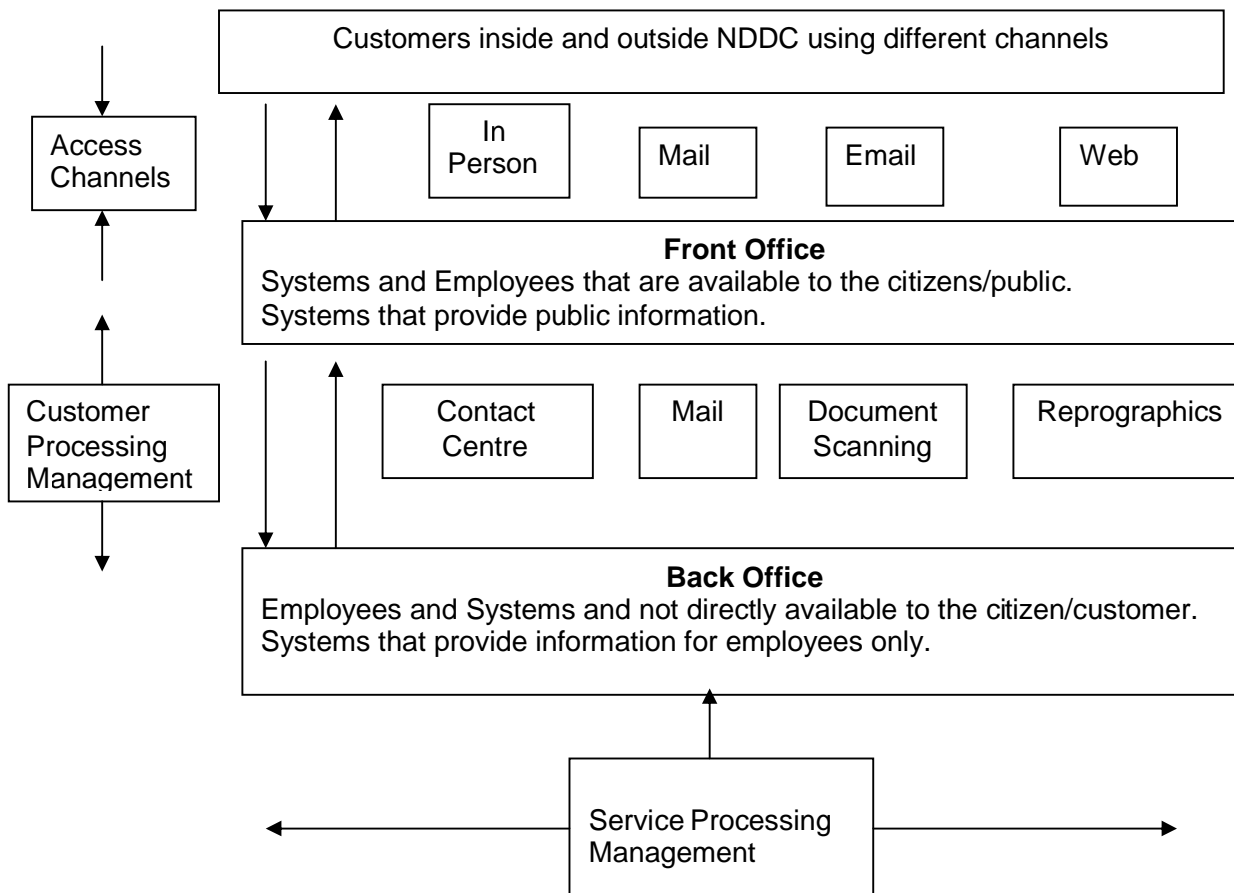 Customers inside and outside NDDC using different channels
Access
Channels
In
Person
Mail
Email
Web
Front Office
Systems and Employees that are available to the citizens/public.
Systems that provide public information.
Customer
Processing
Management
Contact
Centre
Mail
Document
Scanning
Reprographics
Back Office
Employees and Systems and not directly available to the citizen/customer.
Systems that provide information for employees only.
Service Processing
Management